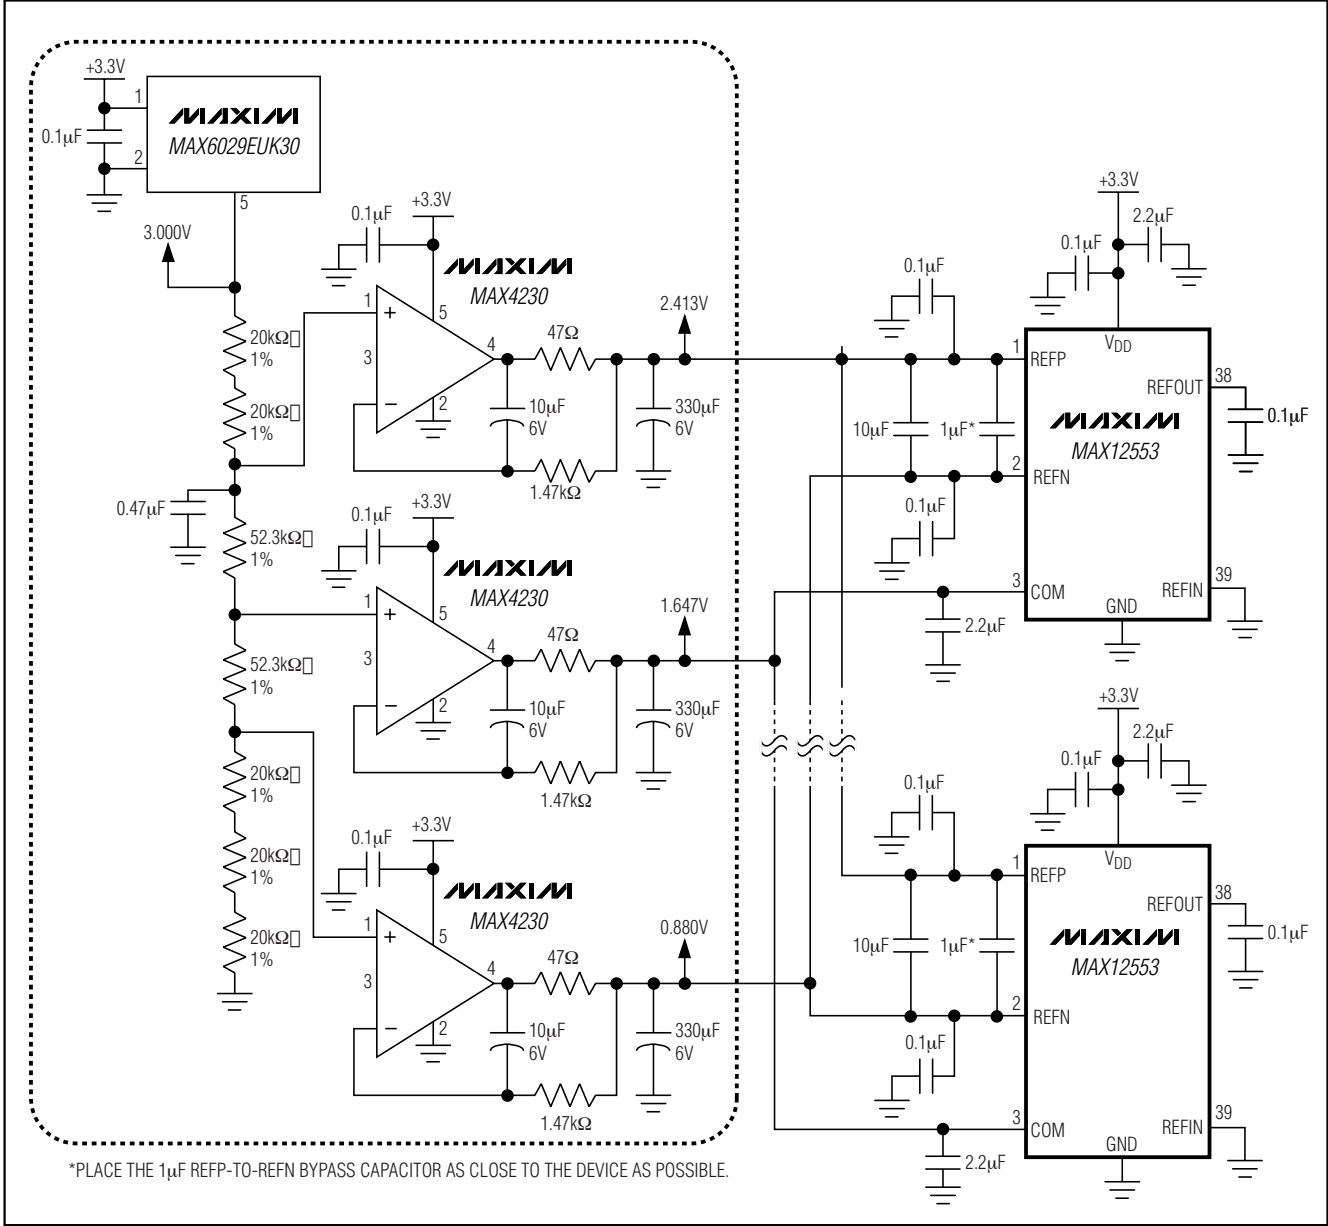 +3.3V
1
0.1µF
2
MAXIM
MAX6029EUK30
5
3.000V
20kΩ▯
1%
20kΩ▯
1%
0.47µF
52.3kΩ▯
1%
52.3kΩ▯
1%
20kΩ▯
1%
20kΩ▯
1%
20kΩ▯
1%
+3.3V
0.1µF
MAXIM
MAX4230
1
+
5
3
4
−
2
47Ω
10µF
6V
1.47kΩ
2.413V
330µF
6V
+3.3V
0.1µF
MAXIM
MAX4230
1
+
5
3
4
−
2
47Ω
10µF
6V
1.47kΩ
1.647V
330µF
6V
+3.3V
0.1µF
MAXIM
MAX4230
1
+
5
3
4
−
2
47Ω
10µF
6V
1.47kΩ
0.880V
330µF
6V
+3.3V
2.2µF
0.1µF
0.1µF
VDD
1
REFP
REFOUT
38
0.1µF
10µF
1µF*
MAXIM
MAX12553
2
REFN
0.1µF
3
COM
REFIN
39
GND
2.2µF
+3.3V
2.2µF
0.1µF
0.1µF
VDD
1
REFP
REFOUT
38
0.1µF
10µF
1µF*
MAXIM
MAX12553
2
REFN
0.1µF
3
COM
REFIN
39
GND
2.2µF
*PLACE THE 1µF REFP-TO-REFN BYPASS CAPACITOR AS CLOSE TO THE DEVICE AS POSSIBLE.